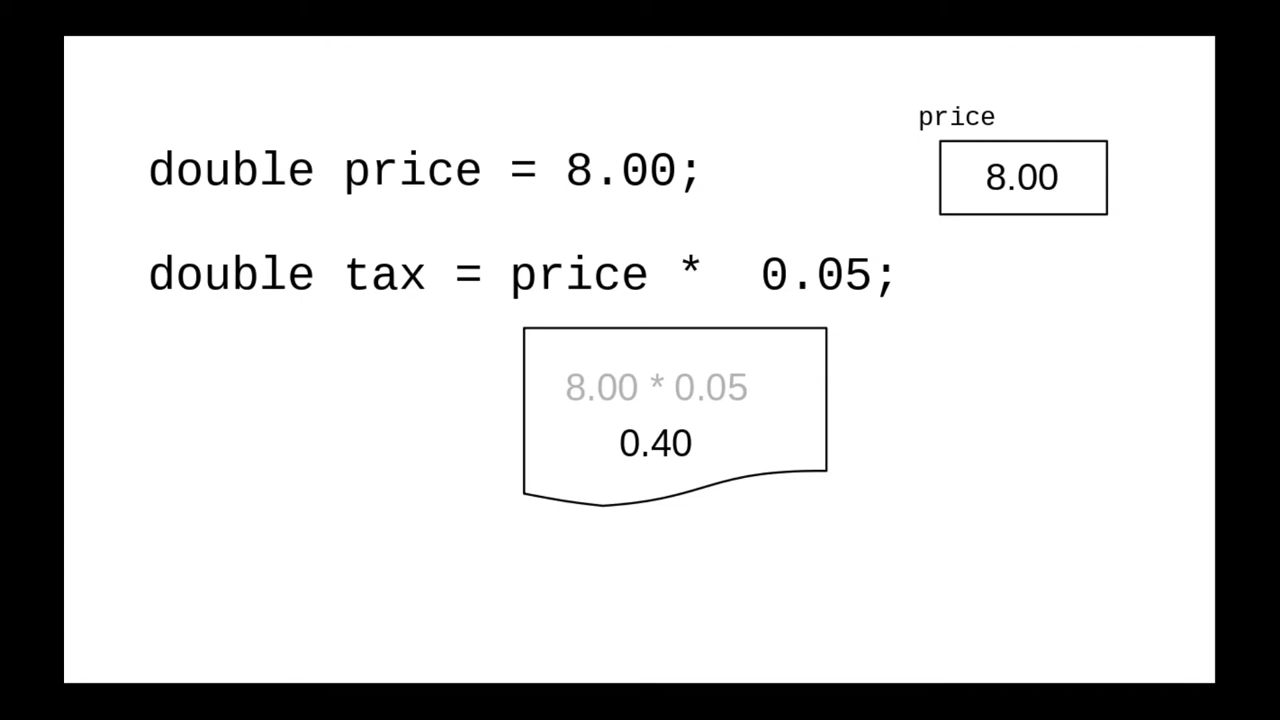 price
double price = 8.00;
8.00
double tax = price *  0.05;
8.00 * 0.05
0.40